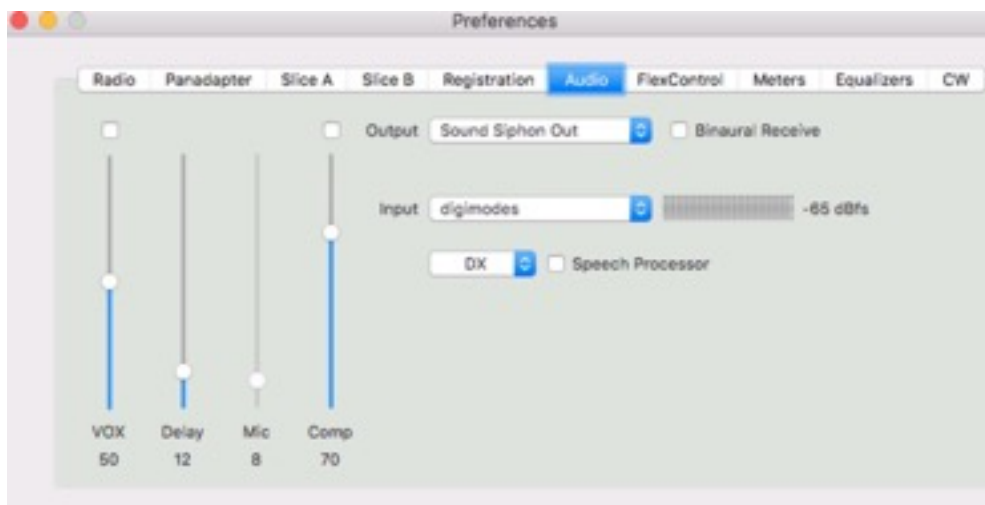 Preferences
Radio Panadapter Slice A Slice B Registration Audio FlexControl Meters Equalizers CW
Output Sound Siphon Out Binaural Receive
Input digimodes -65 dBfs
DX Speech Processor
VOX Delay Mic Comp
50 12 8 70